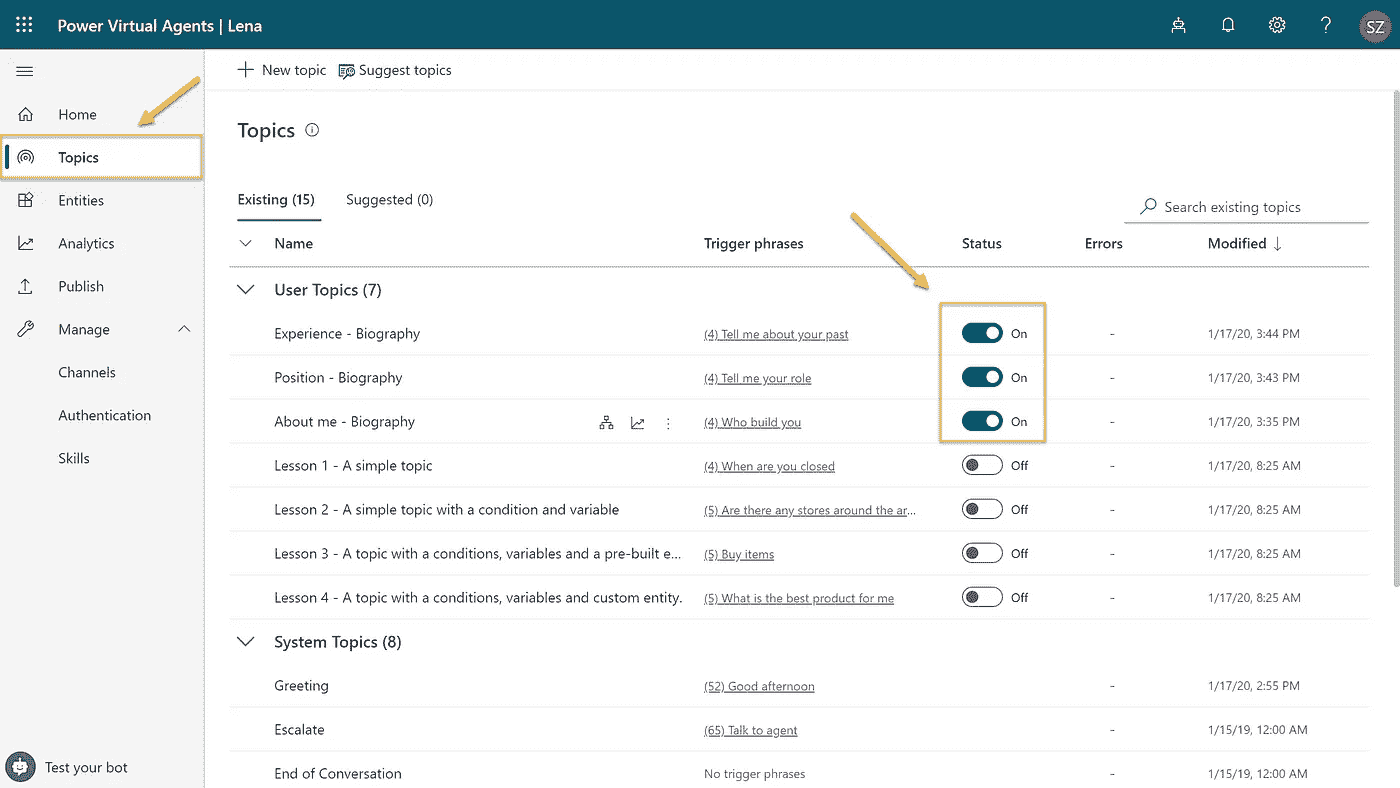 Power Virtual Agents | Lena
SZ
New topic Suggest topics
Home
Topics
Entities
Analytics
Publish
Manage
Channels
Authentication
Skills
Test your bot
Topics
Existing (15) Suggested (0)
Search existing topics
Name Trigger phrases Status Errors Modified ↓
User Topics (7)
Experience - Biography (4) Tell me about your past On - 1/17/20, 3:44 PM
Position - Biography (4) Tell me your role On - 1/17/20, 3:43 PM
About me - Biography (4) Who build you On - 1/17/20, 3:35 PM
Lesson 1 - A simple topic (4) When are you closed Off - 1/17/20, 8:25 AM
Lesson 2 - A simple topic with a condition and variable (5) Are there any stores around the ar... Off - 1/17/20, 8:25 AM
Lesson 3 - A topic with a conditions, variables and a pre-built e... (5) Buy items Off - 1/17/20, 8:25 AM
Lesson 4 - A topic with a conditions, variables and custom entity. (5) What is the best product for me Off - 1/17/20, 8:25 AM
System Topics (8)
Greeting (52) Good afternoon - 1/17/20, 2:55 PM
Escalate (65) Talk to agent - 1/15/19, 12:00 AM
End of Conversation No trigger phrases - 1/15/19, 12:00 AM